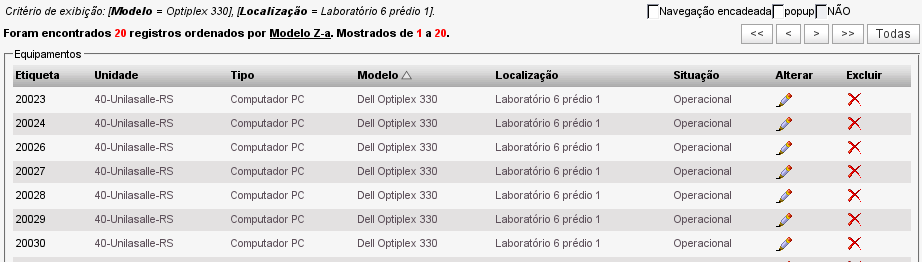 Critério de exibição: [Modelo = Optiplex 330], [Localização = Laboratório 6 prédio 1]. Navegação encadeada popup NÃO
Foram encontrados 20 registros ordenados por Modelo Z-a. Mostrados de 1 a 20. << < > >> Todas
Equipamentos
Etiqueta Unidade Tipo Modelo Localização Situação Alterar Excluir
20023 40-Unilasalle-RS Computador PC Dell Optiplex 330 Laboratório 6 prédio 1 Operacional
20024 40-Unilasalle-RS Computador PC Dell Optiplex 330 Laboratório 6 prédio 1 Operacional
20026 40-Unilasalle-RS Computador PC Dell Optiplex 330 Laboratório 6 prédio 1 Operacional
20027 40-Unilasalle-RS Computador PC Dell Optiplex 330 Laboratório 6 prédio 1 Operacional
20028 40-Unilasalle-RS Computador PC Dell Optiplex 330 Laboratório 6 prédio 1 Operacional
20029 40-Unilasalle-RS Computador PC Dell Optiplex 330 Laboratório 6 prédio 1 Operacional
20030 40-Unilasalle-RS Computador PC Dell Optiplex 330 Laboratório 6 prédio 1 Operacional